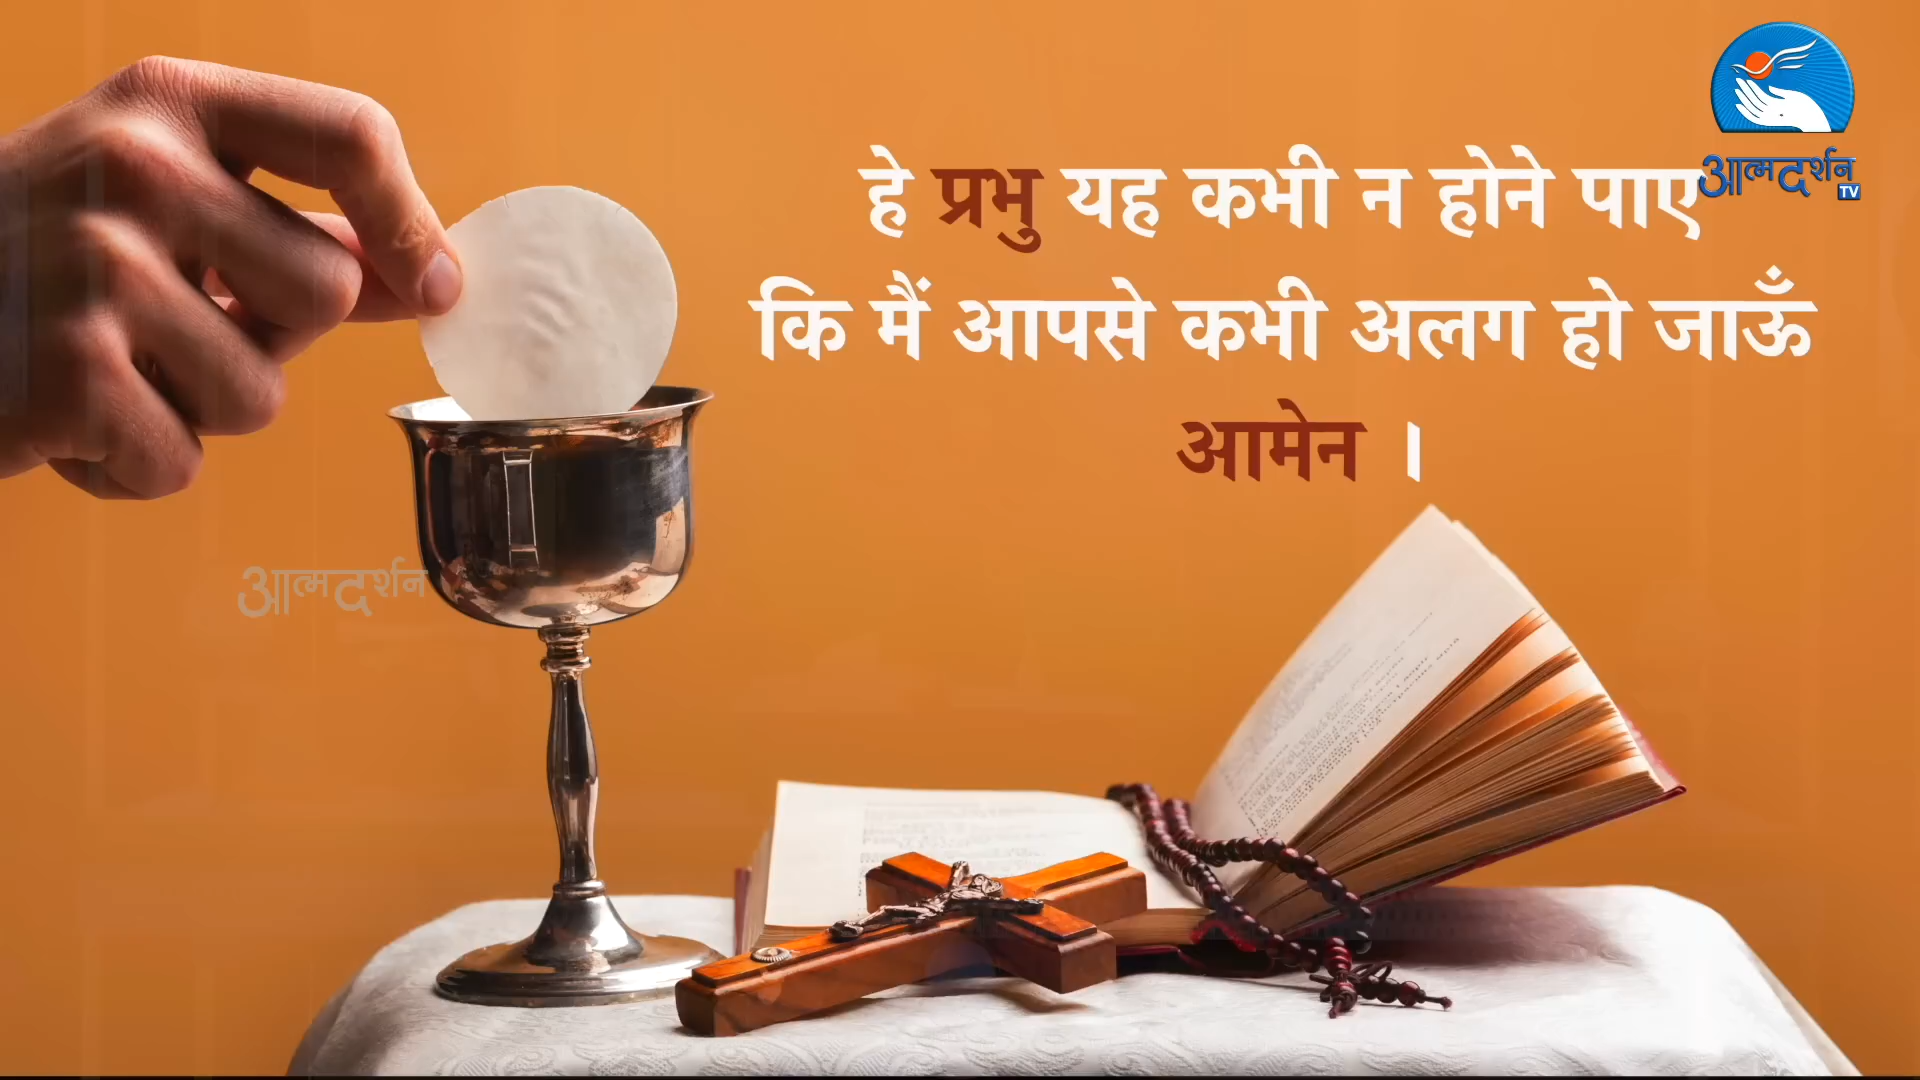 हे प्रभु यह कभी न होने पाए
कि मैं आपसे कभी अलग हो जाऊँ
आमेन ।
आत्मदर्शन
TV
आत्मदर्शन